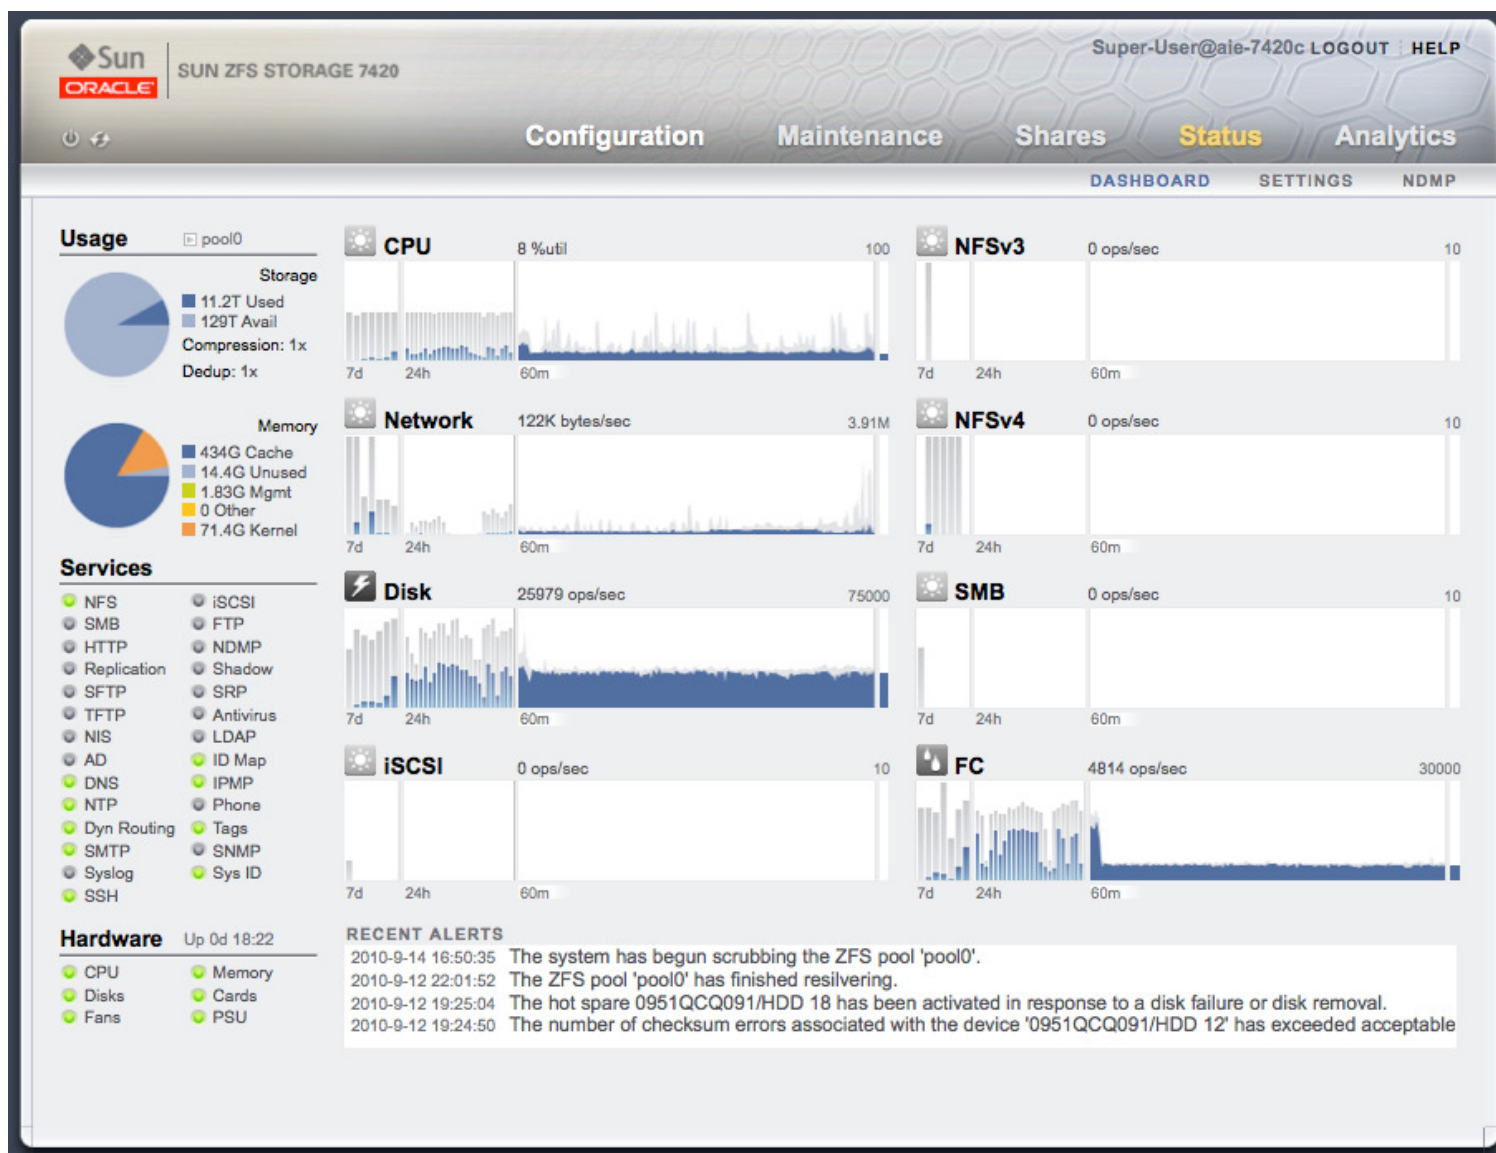 Sun
ORACLE
SUN ZFS STORAGE 7420
Super-User@aie-7420c LOGOUT HELP
Configuration Maintenance Shares Status Analytics
DASHBOARD SETTINGS NDMP
Usage pool0
Storage
11.2T Used
129T Avail
Compression: 1x
Dedup: 1x
Memory
434G Cache
14.4G Unused
1.83G Mgmt
0 Other
71.4G Kernel
Services
NFS iSCSI
SMB FTP
HTTP NDMP
Replication Shadow
SFTP SRP
TFTP Antivirus
NIS LDAP
AD ID Map
DNS IPMP
NTP Phone
Dyn Routing Tags
SMTP SNMP
Syslog Sys ID
SSH
Hardware Up 0d 18:22
CPU Memory
Disks Cards
Fans PSU
CPU 8 %util 100
7d 24h 60m
Network 122K bytes/sec 3.91M
7d 24h 60m
Disk 25979 ops/sec 75000
7d 24h 60m
iSCSI 0 ops/sec 10
7d 24h 60m
NFSv3 0 ops/sec 10
7d 24h 60m
NFSv4 0 ops/sec 10
7d 24h 60m
SMB 0 ops/sec 10
7d 24h 60m
FC 4814 ops/sec 30000
7d 24h 60m
RECENT ALERTS
2010-9-14 16:50:35 The system has begun scrubbing the ZFS pool 'pool0'.
2010-9-12 22:01:52 The ZFS pool 'pool0' has finished resilvering.
2010-9-12 19:25:04 The hot spare 0951QCQ091/HDD 18 has been activated in response to a disk failure or disk removal.
2010-9-12 19:24:50 The number of checksum errors associated with the device '0951QCQ091/HDD 12' has exceeded acceptable